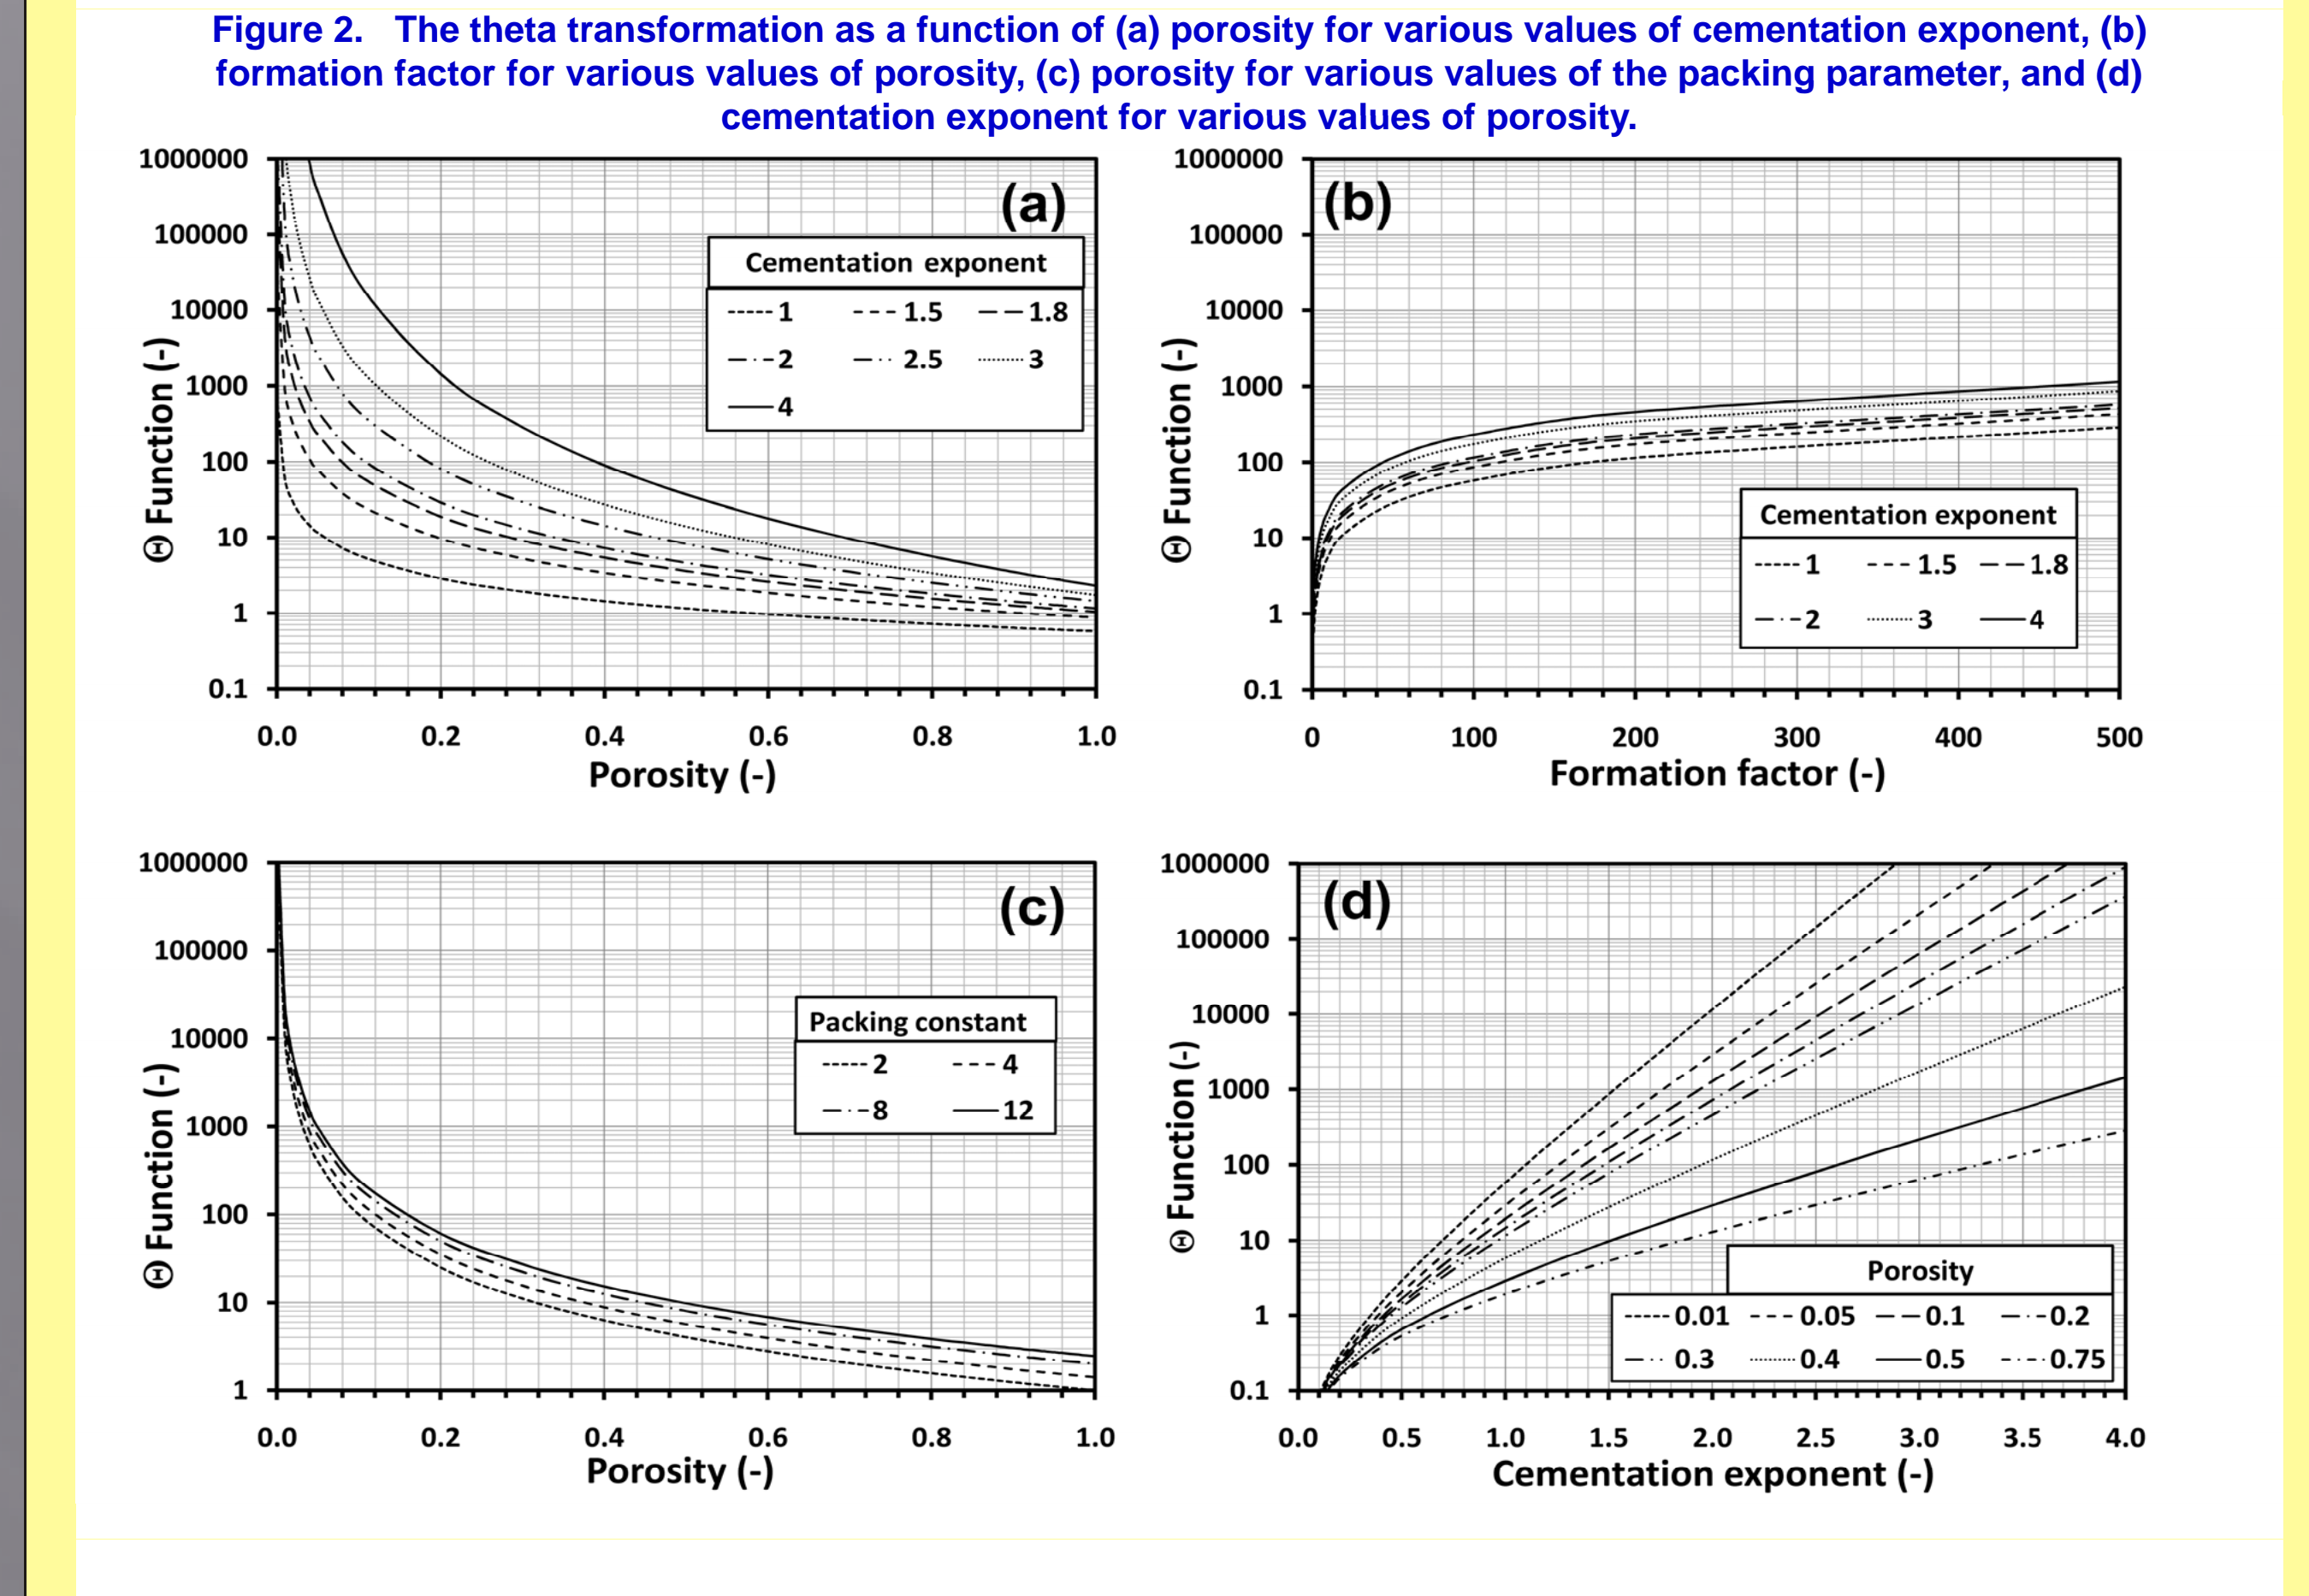 Figure 2. The theta transformation as a function of (a) porosity for various values of cementation exponent, (b)
formation factor for various values of porosity, (c) porosity for various values of the packing parameter, and (d)
cementation exponent for various values of porosity.
(a)
Θ Function (-)
1000000
100000
10000
1000
100
10
1
0.1
Cementation exponent
1 1.5 1.8
2 2.5 3
4
0.0 0.2 0.4 0.6 0.8 1.0
Porosity (-)
(b)
Θ Function (-)
1000000
100000
10000
1000
100
10
1
0.1
Cementation exponent
1 1.5 1.8
2 3 4
0 100 200 300 400 500
Formation factor (-)
(c)
Θ Function (-)
1000000
100000
10000
1000
100
10
1
Packing constant
2 4
8 12
0.0 0.2 0.4 0.6 0.8 1.0
Porosity (-)
(d)
Θ Function (-)
1000000
100000
10000
1000
100
10
1
0.1
Porosity
0.01 0.05 0.1 0.2
0.3 0.4 0.5 0.75
0.0 0.5 1.0 1.5 2.0 2.5 3.0 3.5 4.0
Cementation exponent (-)